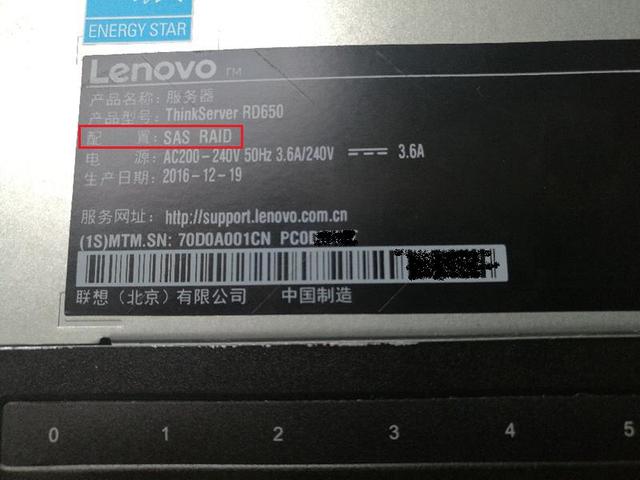 ENERGY STAR
Lenovo TM
产品名称：服务器
产品型号：ThinkServer RD650
配 置：SAS RAID
电 源：AC200-240V 50Hz 3.6A/240V 3.6A
生产日期：2016-12-19
服务网址：http://support.lenovo.com.cn
(1S)MTM.SN: 70D0A001CN PC0
联想（北京）有限公司 中国制造
0 1 2 3 4 5